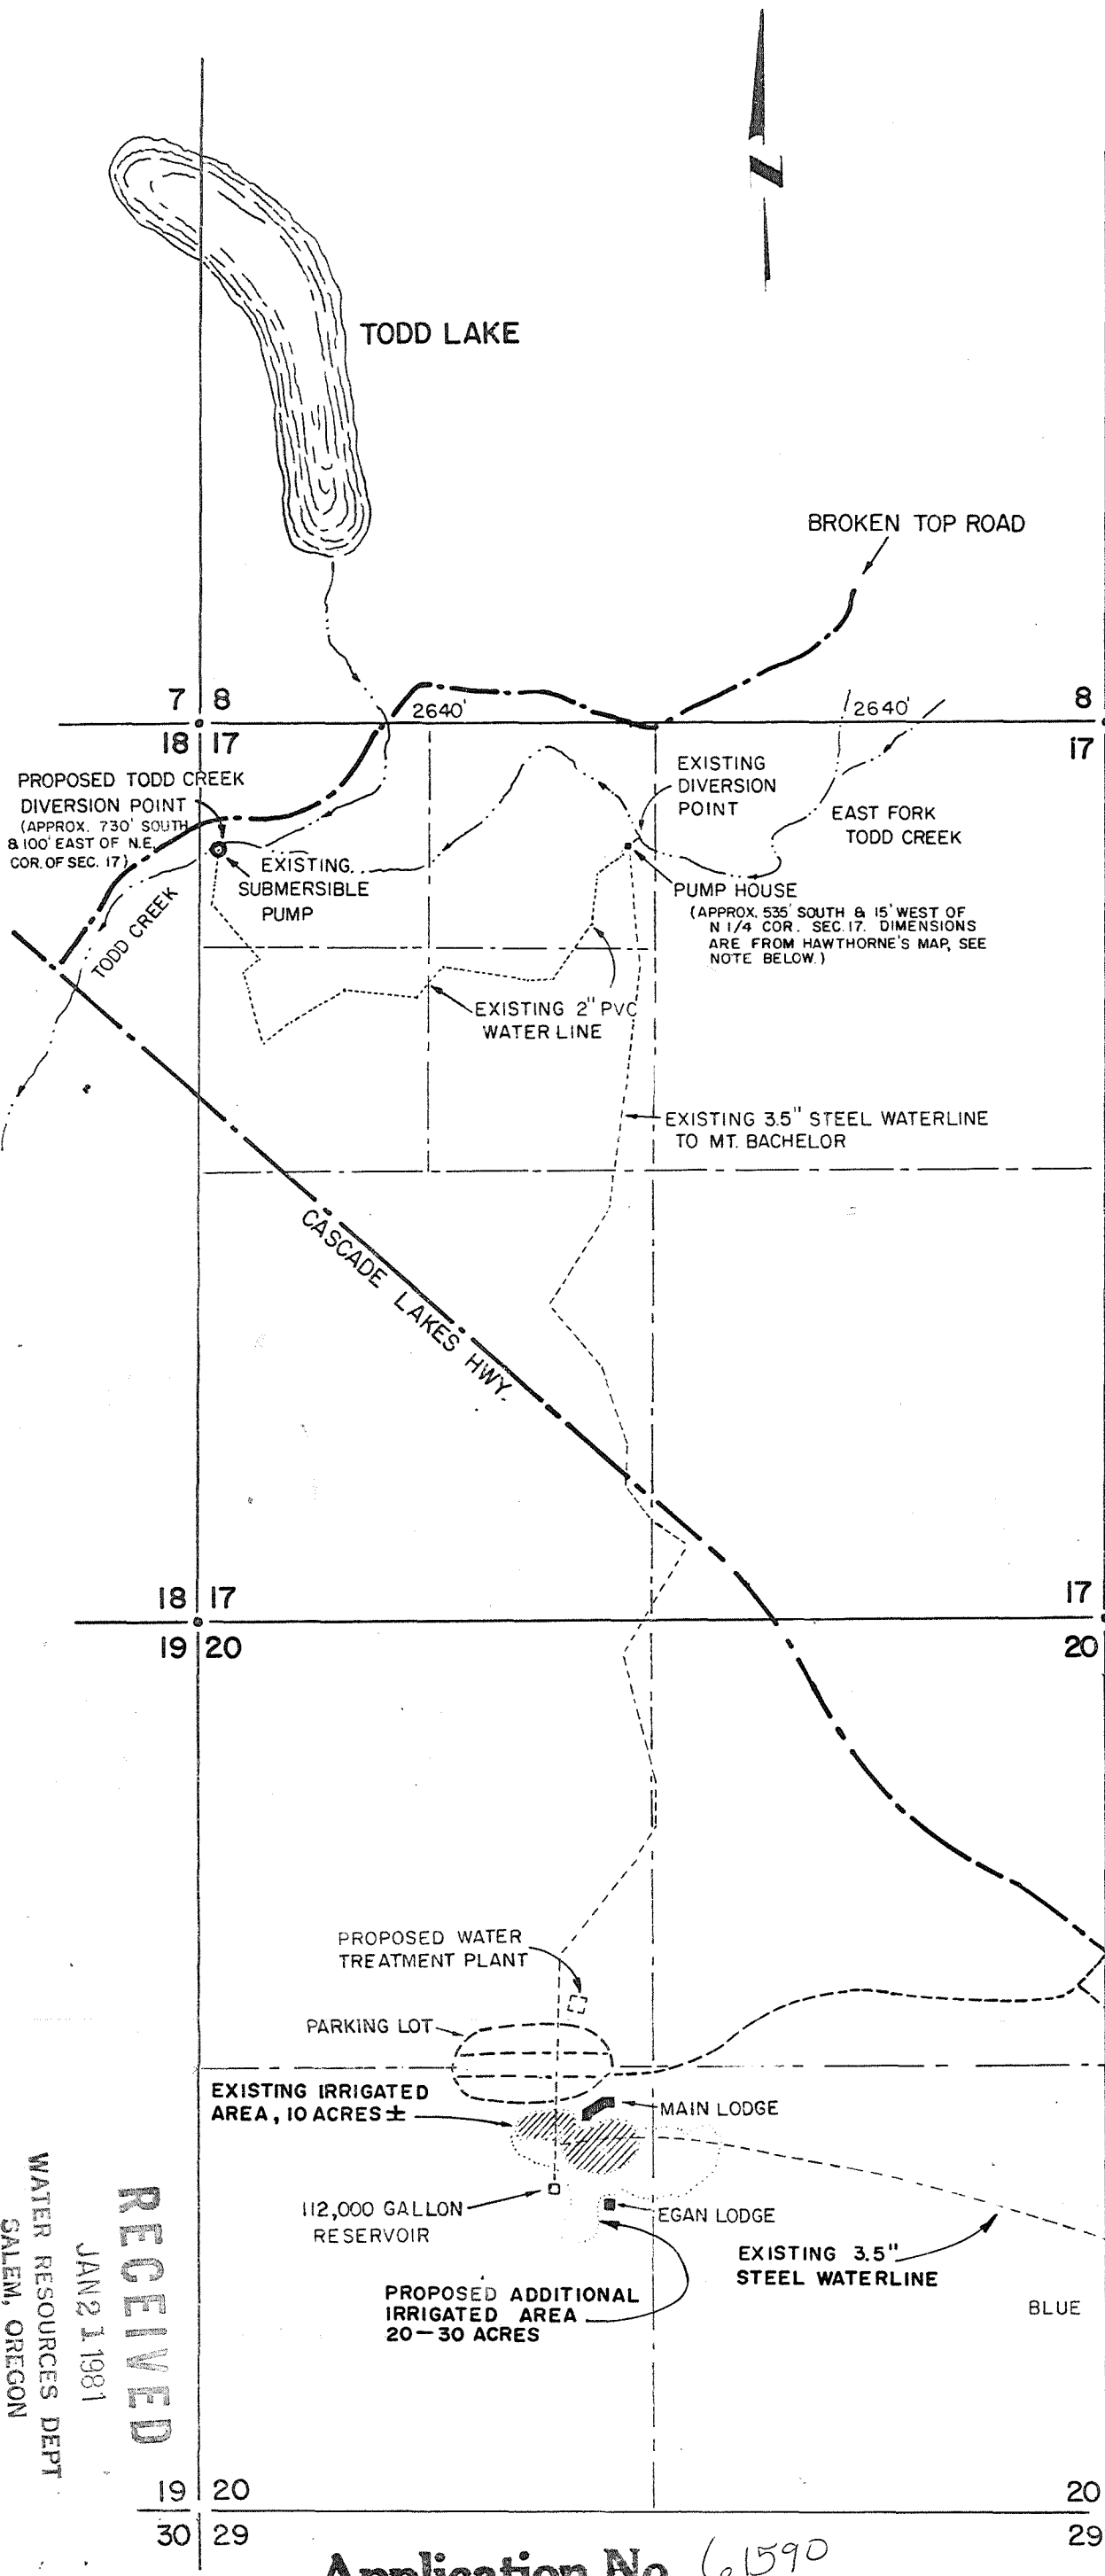 Z
TODD LAKE
BROKEN TOP ROAD
7 8
2640'
2640'
8
18 17
17
PROPOSED TODD CREEK
DIVERSION POINT
(APPROX. 730' SOUTH
& 100' EAST OF N.E.
COR. OF SEC. 17)
EXISTING
SUBMERSIBLE
PUMP
TODD CREEK
EXISTING
DIVERSION
POINT
EAST FORK
TODD CREEK
PUMP HOUSE
(APPROX. 535' SOUTH & 15' WEST OF
N 1/4 COR. SEC. 17. DIMENSIONS
ARE FROM HAWTHORNE'S MAP, SEE
NOTE BELOW.)
EXISTING 2" PVC
WATER LINE
EXISTING 3.5" STEEL WATERLINE
TO MT. BACHELOR
CASCADE LAKES HWY.
18 17
17
19 20
20
PROPOSED WATER
TREATMENT PLANT
PARKING LOT
EXISTING IRRIGATED
AREA, 10 ACRES ±
MAIN LODGE
112,000 GALLON
RESERVOIR
EGAN LODGE
EXISTING 3.5"
STEEL WATERLINE
PROPOSED ADDITIONAL
IRRIGATED AREA
20-30 ACRES
BLUE
RECEIVED
JAN 21 1981
WATER RESOURCES DEPT
SALEM, OREGON
19 20
20
30 29
29
Application No. 61590